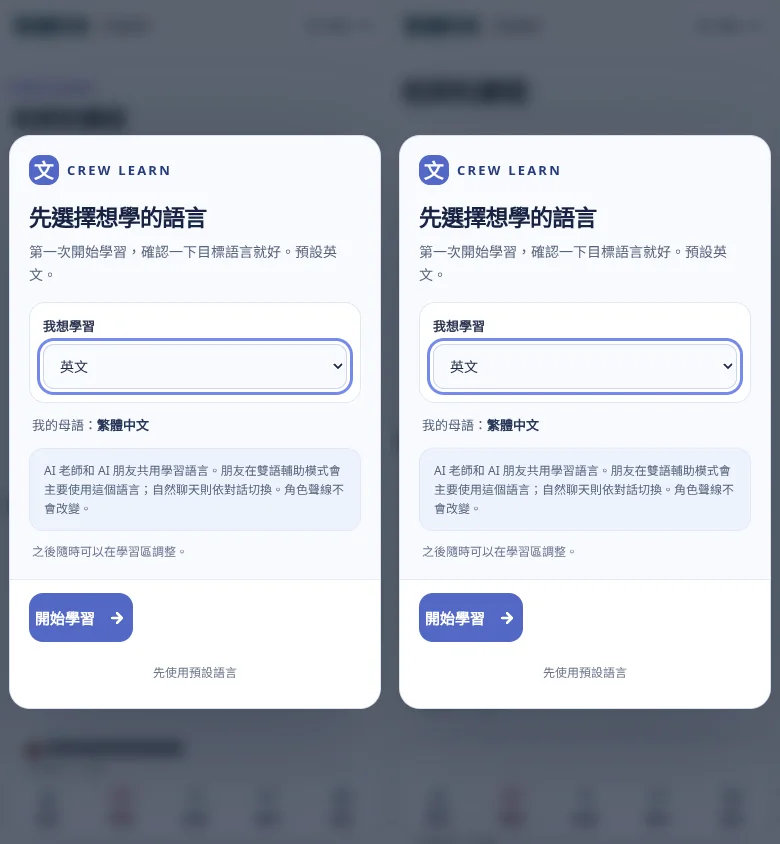 文 CREW LEARN
先選擇想學的語言
第一次開始學習，確認一下目標語言就好。預設英
文。
我想學習
英文
我的母語：繁體中文
AI 老師和 AI 朋友共用學習語言。朋友在雙語輔助模式會
主要使用這個語言；自然聊天則依對話切換。角色聲線不
會改變。
之後隨時可以在學習區調整。
開始學習 →
先使用預設語言
文 CREW LEARN
先選擇想學的語言
第一次開始學習，確認一下目標語言就好。預設英
文。
我想學習
英文
我的母語：繁體中文
AI 老師和 AI 朋友共用學習語言。朋友在雙語輔助模式會
主要使用這個語言；自然聊天則依對話切換。角色聲線不
會改變。
之後隨時可以在學習區調整。
開始學習 →
先使用預設語言